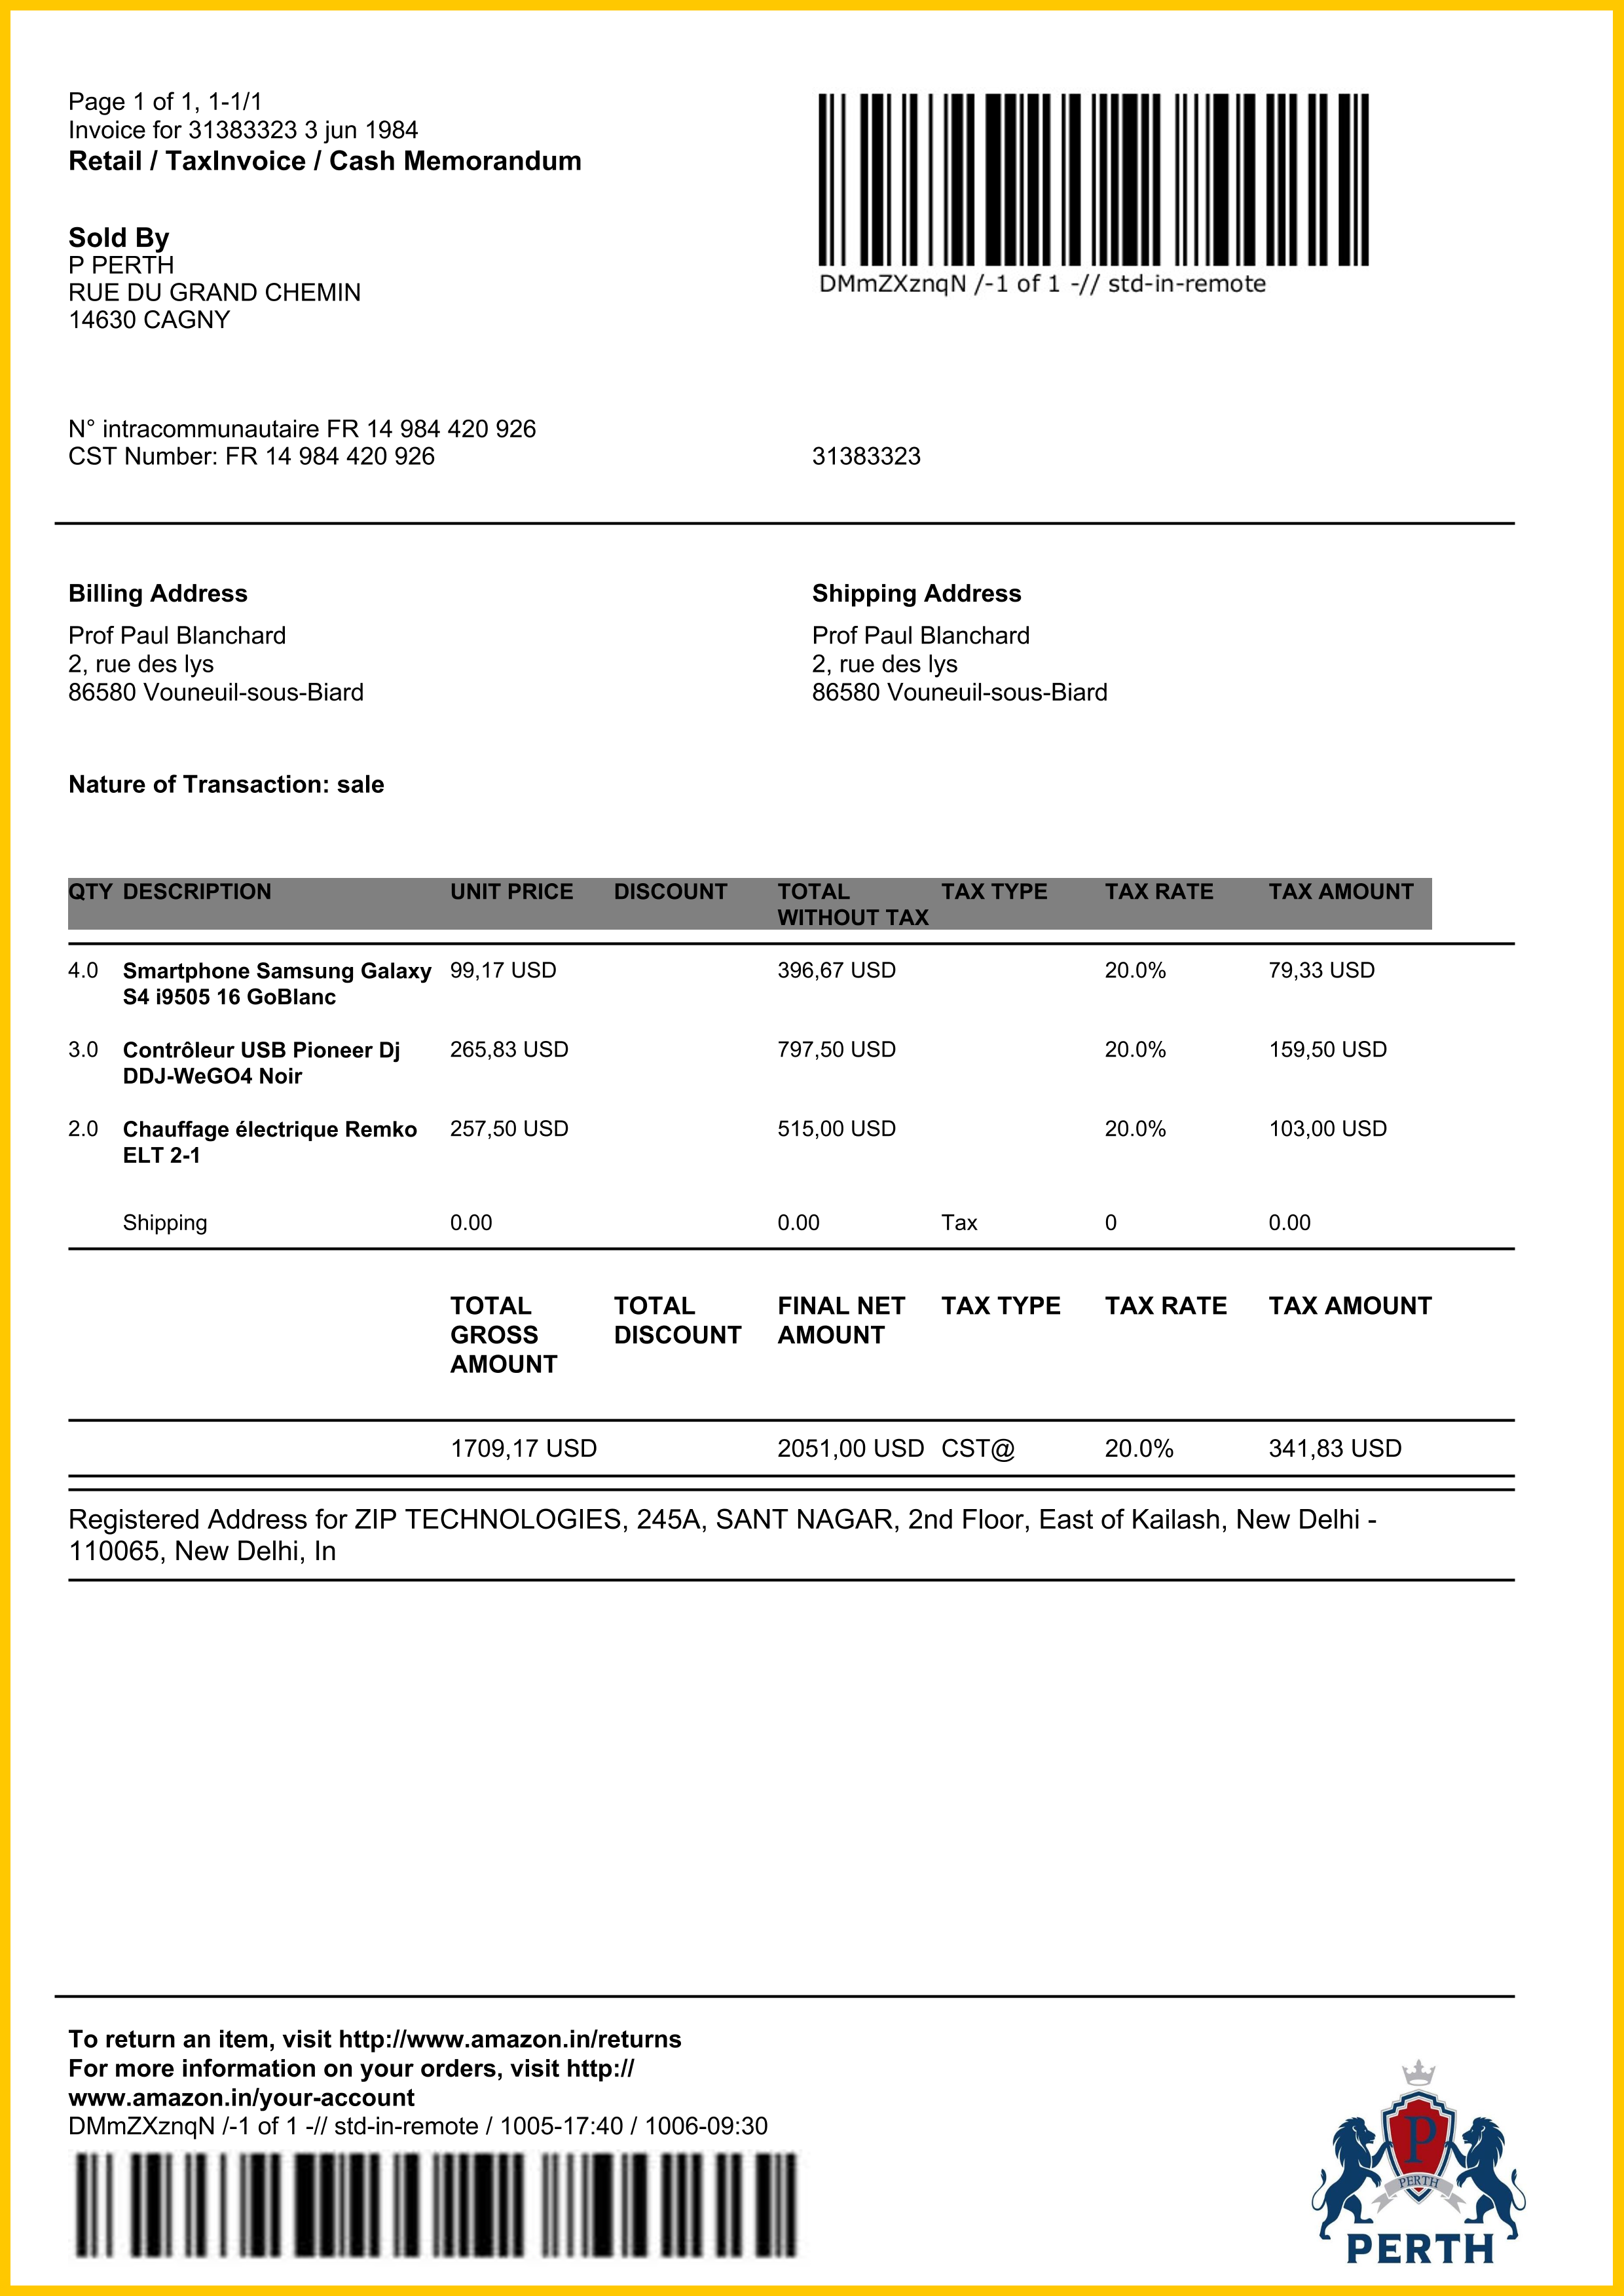 Page 1 of 1, 1-1/1
Invoice for 31383323 3 jun 1984
Retail / TaxInvoice / Cash Memorandum
DMmZXznqN /-1 of 1 -// std-in-remote
Sold By
P PERTH
RUE DU GRAND CHEMIN
14630 CAGNY
N° intracommunautaire FR 14 984 420 926
CST Number: FR 14 984 420 926
31383323
Billing Address
Prof Paul Blanchard
2, rue des lys
86580 Vouneuil-sous-Biard
Shipping Address
Prof Paul Blanchard
2, rue des lys
86580 Vouneuil-sous-Biard
Nature of Transaction: sale
QTY DESCRIPTION UNIT PRICE DISCOUNT TOTAL TAX TYPE TAX RATE TAX AMOUNT
WITHOUT TAX
4.0 Smartphone Samsung Galaxy 99,17 USD 396,67 USD 20.0% 79,33 USD
S4 i9505 16 GoBlanc
3.0 Contrôleur USB Pioneer Dj 265,83 USD 797,50 USD 20.0% 159,50 USD
DDJ-WeGO4 Noir
2.0 Chauffage électrique Remko 257,50 USD 515,00 USD 20.0% 103,00 USD
ELT 2-1
Shipping 0.00 0.00 Tax 0 0.00
TOTAL TOTAL FINAL NET TAX TYPE TAX RATE TAX AMOUNT
GROSS DISCOUNT AMOUNT
AMOUNT
1709,17 USD 2051,00 USD CST@ 20.0% 341,83 USD
Registered Address for ZIP TECHNOLOGIES, 245A, SANT NAGAR, 2nd Floor, East of Kailash, New Delhi -
110065, New Delhi, In
To return an item, visit http://www.amazon.in/returns
For more information on your orders, visit http://
www.amazon.in/your-account
DMmZXznqN /-1 of 1 -// std-in-remote / 1005-17:40 / 1006-09:30
P
PERTH
PERTH